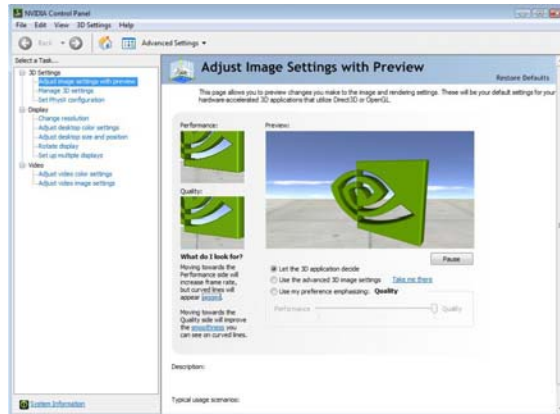 NVIDIA Control Panel
File Edit View 3D Settings Help
Back
Advanced Settings
Select a Task...
3D Settings
Adjust image settings with preview
Manage 3D settings
Set PhysX configuration
Display
Change resolution
Adjust desktop color settings
Adjust desktop size and position
Rotate display
Set up multiple displays
Video
Adjust video color settings
Adjust video image settings
System Information
Adjust Image Settings with Preview
Restore Defaults
This page allows you to preview changes you make to the image and rendering settings. These will be your default settings for your
hardware-accelerated 3D applications that utilize Direct3D or OpenGL.
Performance:
Quality:
What do I look for?
Moving towards the
Performance side will
increase frame rate,
but curved lines will
appear jagged.
Moving towards the
Quality side will improve
the smoothness you
can see on curved lines.
Preview:
Pause
Let the 3D application decide
Use the advanced 3D image settings Take me there
Use my preference emphasizing: Quality
Performance Quality
Description:
Typical usage scenarios: